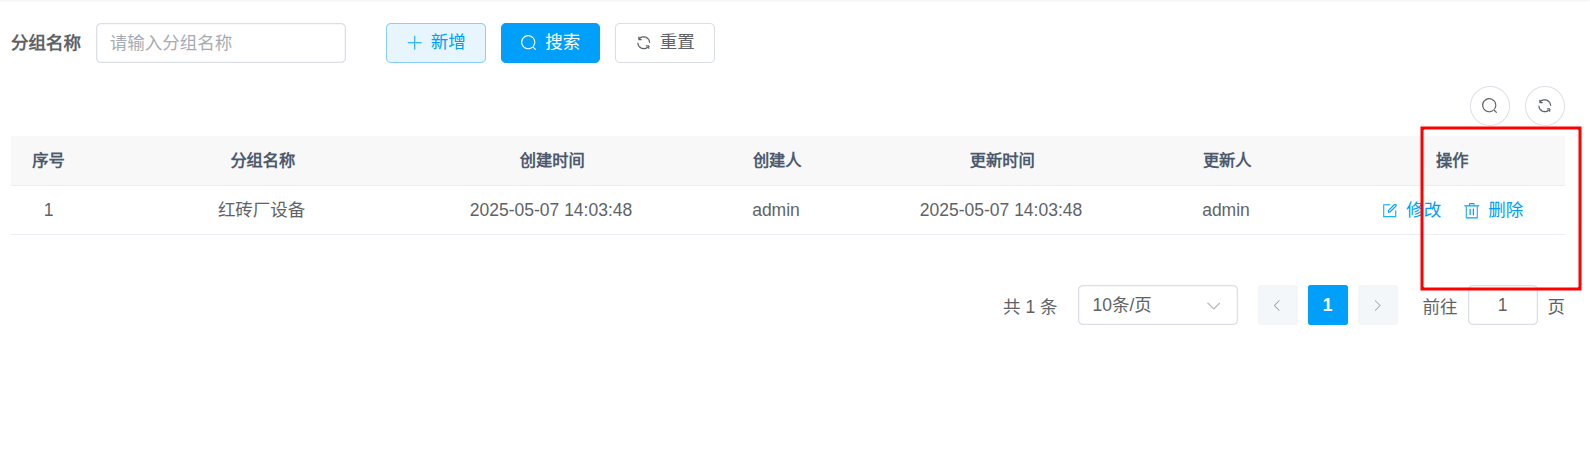 分组名称 请输入分组名称 新增 搜索 重置
序号 分组名称 创建时间 创建人 更新时间 更新人 操作
1 红砖厂设备 2025-05-07 14:03:48 admin 2025-05-07 14:03:48 admin 修改 删除
共 1 条 10条/页 1 前往 1 页